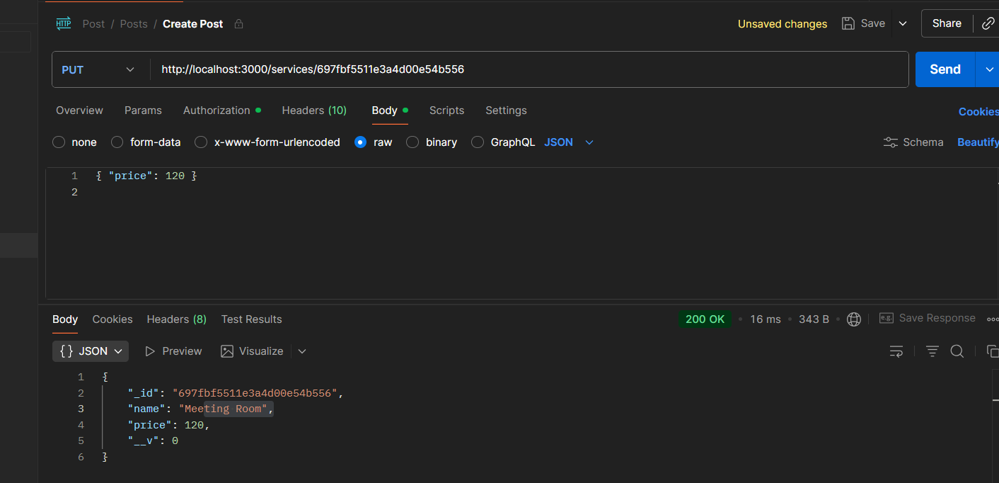 HTTP Post / Posts / Create Post Unsaved changes Save Share
PUT http://localhost:3000/services/697fbf5511e3a4d00e54b556 Send
Overview Params Authorization Headers (10) Body Scripts Settings Cookies
none form-data x-www-form-urlencoded raw binary GraphQL JSON Schema Beautify
1 { "price": 120 }
2
Body Cookies Headers (8) Test Results 200 OK • 16 ms • 343 B • e.g. Save Response
{} JSON Preview Visualize
1 {
2 "_id": "697fbf5511e3a4d00e54b556",
3 "name": "Meeting Room",
4 "price": 120,
5 "__v": 0
6 }